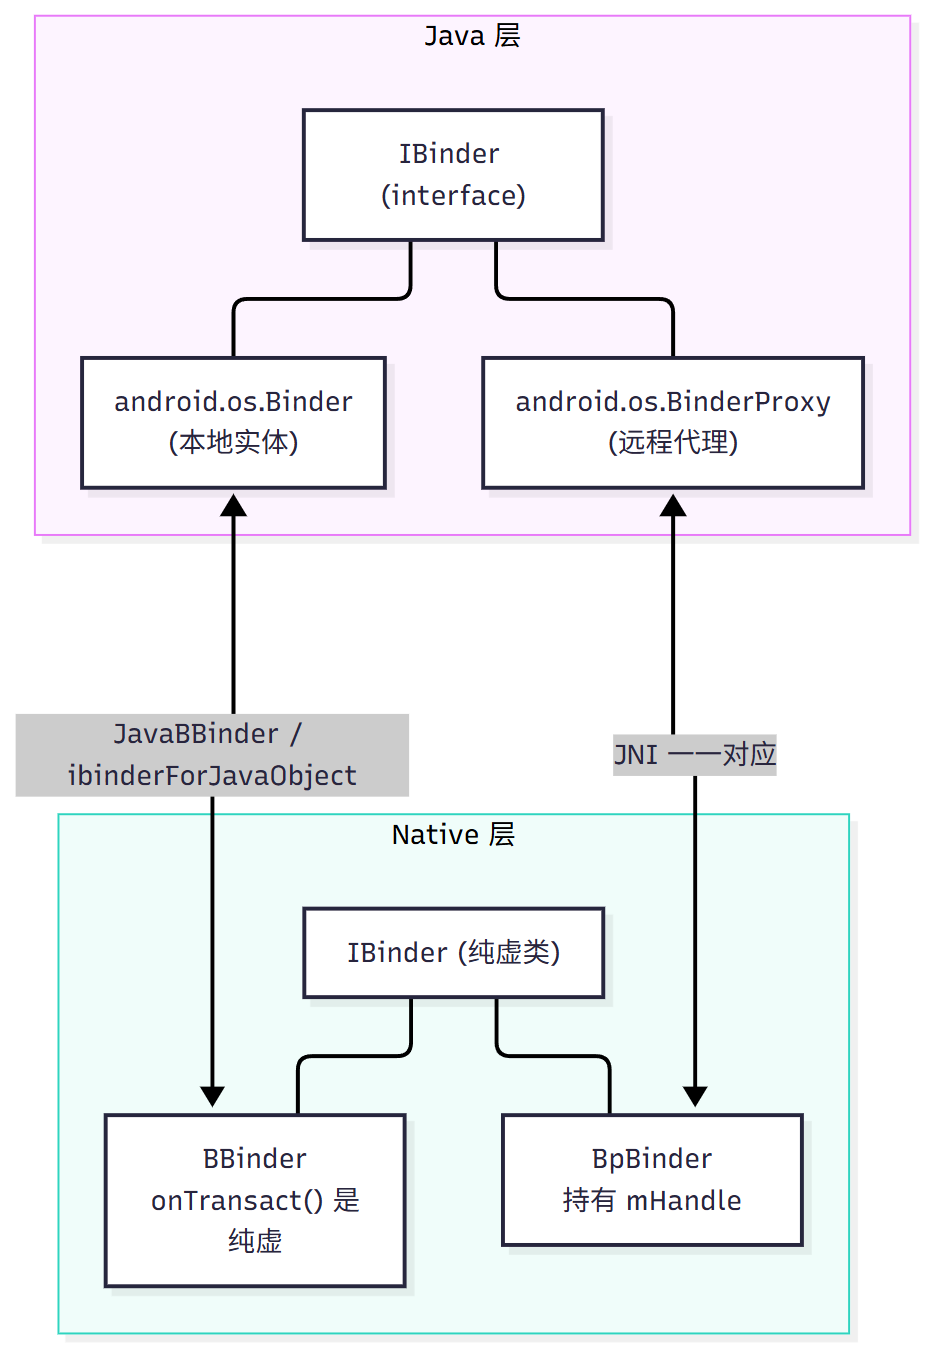 Java 层
IBinder
(interface)
android.os.Binder
(本地实体)
android.os.BinderProxy
(远程代理)
JavaBBinder /
ibinderForJavaObject
JNI 一一对应
Native 层
IBinder (纯虚类)
BBinder
onTransact() 是
纯虚
BpBinder
持有 mHandle